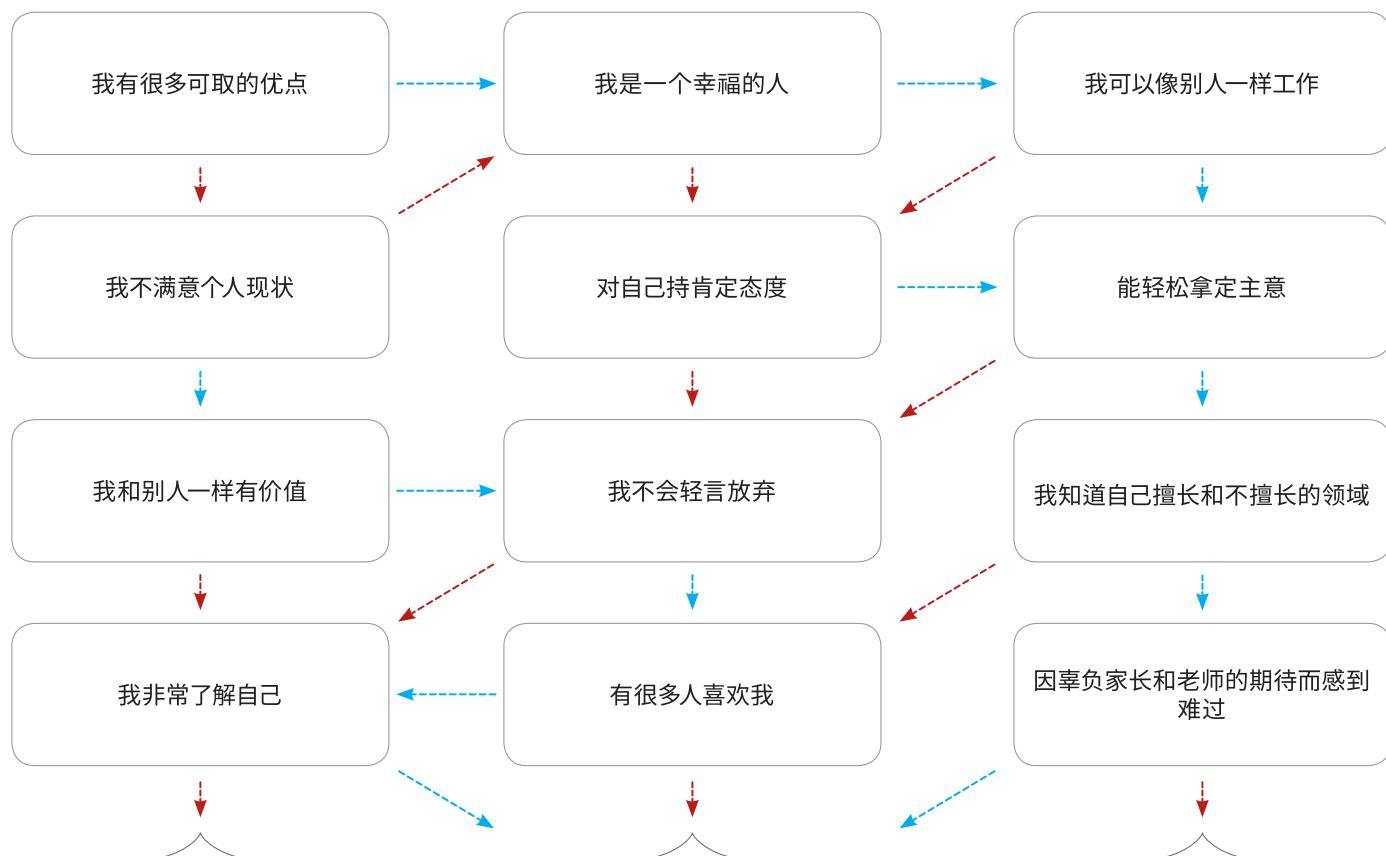 我有很多可取的优点
我是一个幸福的人
我可以像别人一样工作
我不满意个人现状
对自己持肯定态度
能轻松拿定主意
我和别人一样有价值
我不会轻言放弃
我知道自己擅长和不擅长的领域
我非常了解自己
有很多人喜欢我
因辜负家长和老师的期待而感到
难过